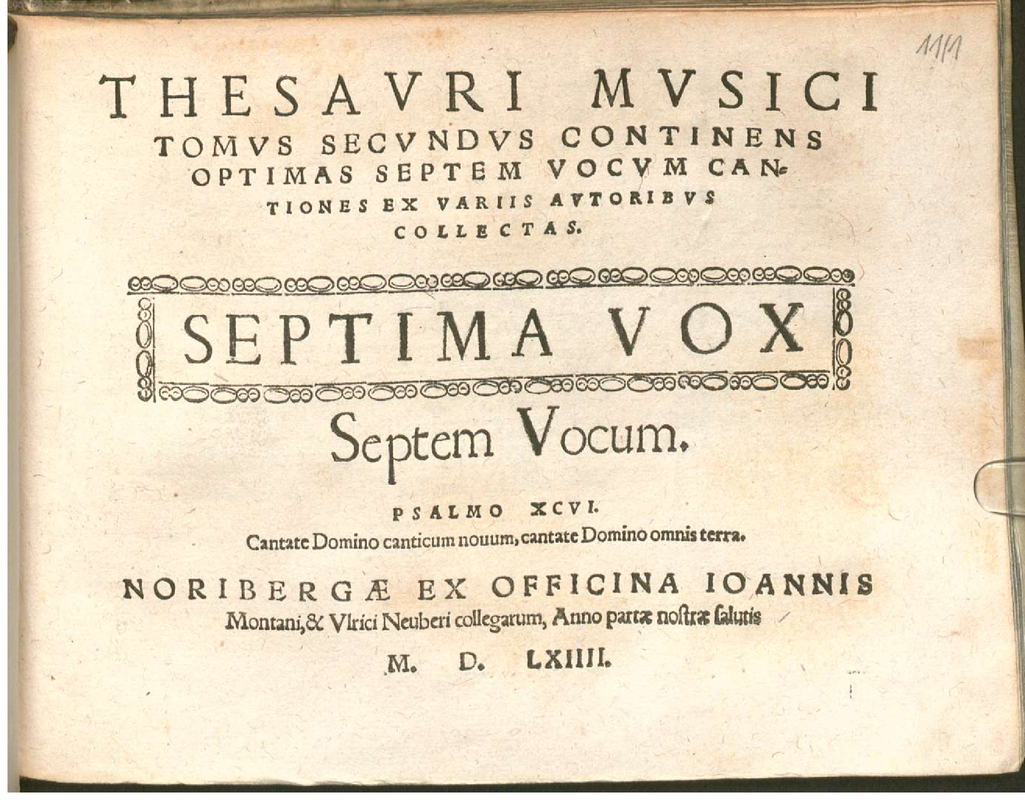 11/1
THESAVRI MVSICI
TOMVS SECVNDVS CONTINENS
OPTIMAS SEPTEM VOCVM CAN-
TIONES EX VARIIS AVTORIBVS
COLLECTAS.
SEPTIMA VOX
Septem Vocum.
PSALMO XCVI.
Cantate Domino canticum nouum, cantate Domino omnis terra.
NORIBERGÆ EX OFFICINA IOANNIS
Montani, & Vlrici Neuberi collegarum, Anno partæ noſtræ ſalutis
M. D. LXIIII.